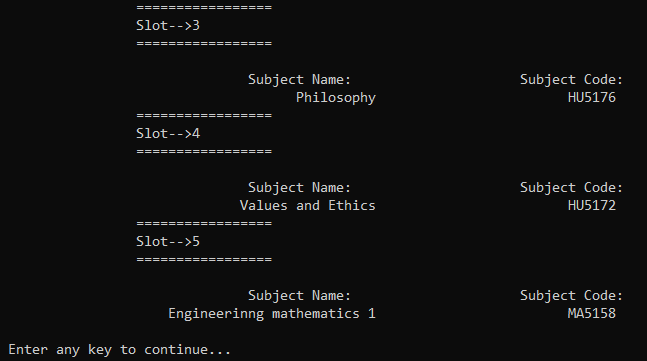 =================
Slot-->3
=================
Subject Name: Subject Code:
Philosophy HU5176
=================
Slot-->4
=================
Subject Name: Subject Code:
Values and Ethics HU5172
=================
Slot-->5
=================
Subject Name: Subject Code:
Engineerinng mathematics 1 MA5158
Enter any key to continue...